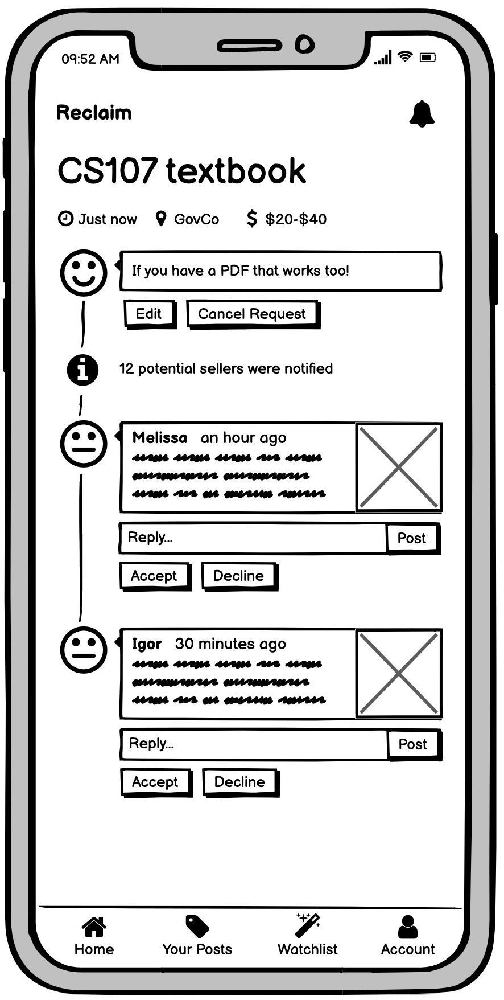 09:52 AM
Reclaim
CS107 textbook
Just now GovCo $ $20-$40
If you have a PDF that works too!
Edit Cancel Request
12 potential sellers were notified
Melissa an hour ago
Reply...
Post
Accept Decline
Igor 30 minutes ago
Reply...
Post
Accept Decline
Home Your Posts Watchlist Account